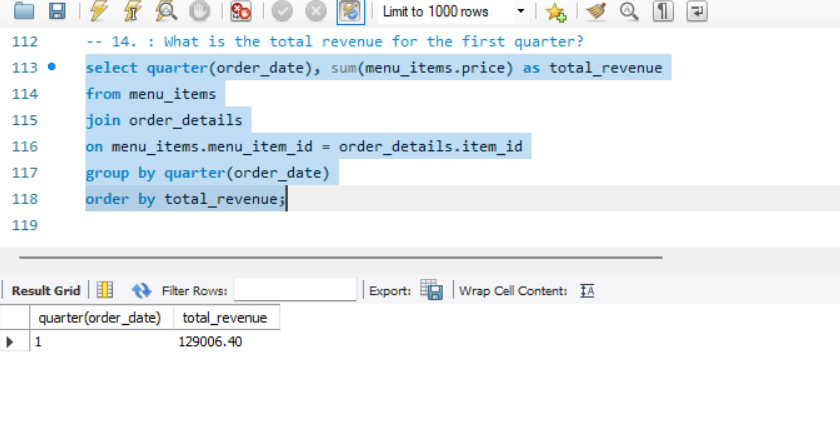 Limit to 1000 rows
112 -- 14. : What is the total revenue for the first quarter?
113 select quarter(order_date), sum(menu_items.price) as total_revenue
114 from menu_items
115 join order_details
116 on menu_items.menu_item_id = order_details.item_id
117 group by quarter(order_date)
118 order by total_revenue;
119
Result Grid Filter Rows: Export: Wrap Cell Content: IA
quarter(order_date) total_revenue
1 129006.40